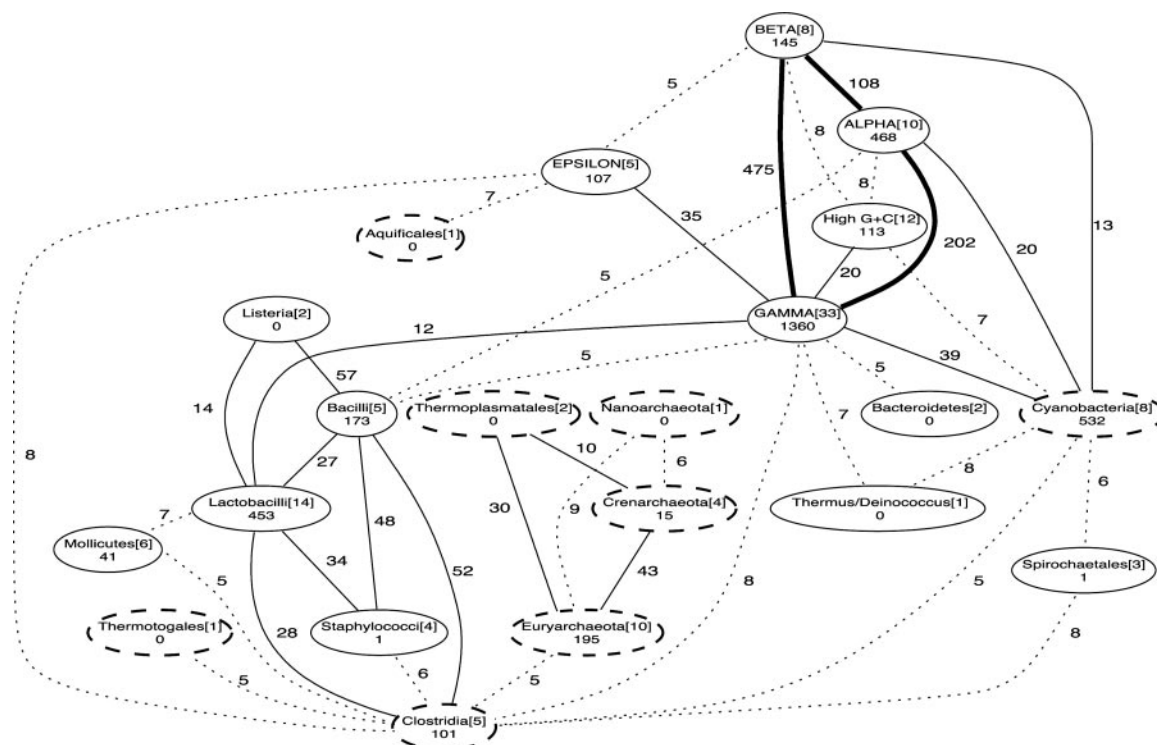 BETA[8]
145
5
108
8
ALPHA[10]
468
EPSILON[5]
107
475
7
8
35
High G+C[12]
113
Aquificales[1]
0
202
20
13
5
20
Listeria[2]
0
12
GAMMA[33]
1360
7
5
39
57
5
14
Bacilli[5]
173
Thermoplasmatales[2]
0
Nanoarchaeota[1]
0
7
Bacteroidetes[2]
0
Cyanobacteria[8]
532
8
10
27
6
8
6
Lactobacilli[14]
453
30
9
Crenarchaeota[4]
15
Thermus/Deinococcus[1]
0
7
48
Mollicutes[6]
41
34
52
43
8
5
5
Spirochaetales[3]
1
Thermotogales[1]
0
28
Staphylococci[4]
1
Euryarchaeota[10]
195
8
5
6
5
Clostridia[5]
101